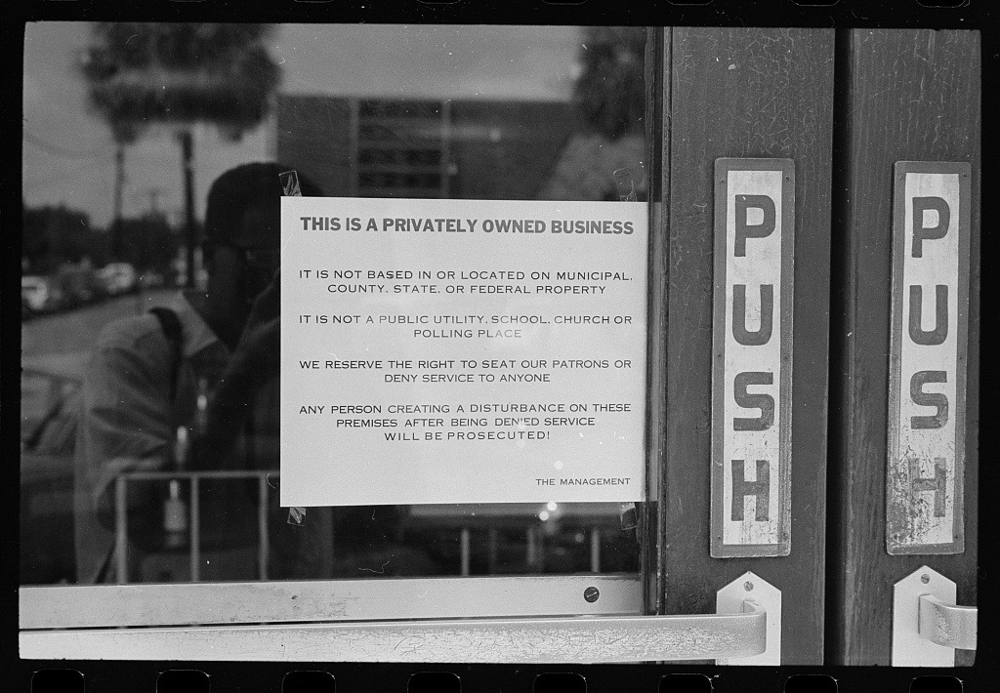 THIS IS A PRIVATELY OWNED BUSINESS
IT IS NOT BASED IN OR LOCATED ON MUNICIPAL,
COUNTY, STATE, OR FEDERAL PROPERTY
IT IS NOT A PUBLIC UTILITY, SCHOOL, CHURCH OR
POLLING PLACE
WE RESERVE THE RIGHT TO SEAT OUR PATRONS OR
DENY SERVICE TO ANYONE
ANY PERSON CREATING A DISTURBANCE ON THESE
PREMISES AFTER BEING DENIED SERVICE
WILL BE PROSECUTED!
THE MANAGEMENT
PUSH
PUSH